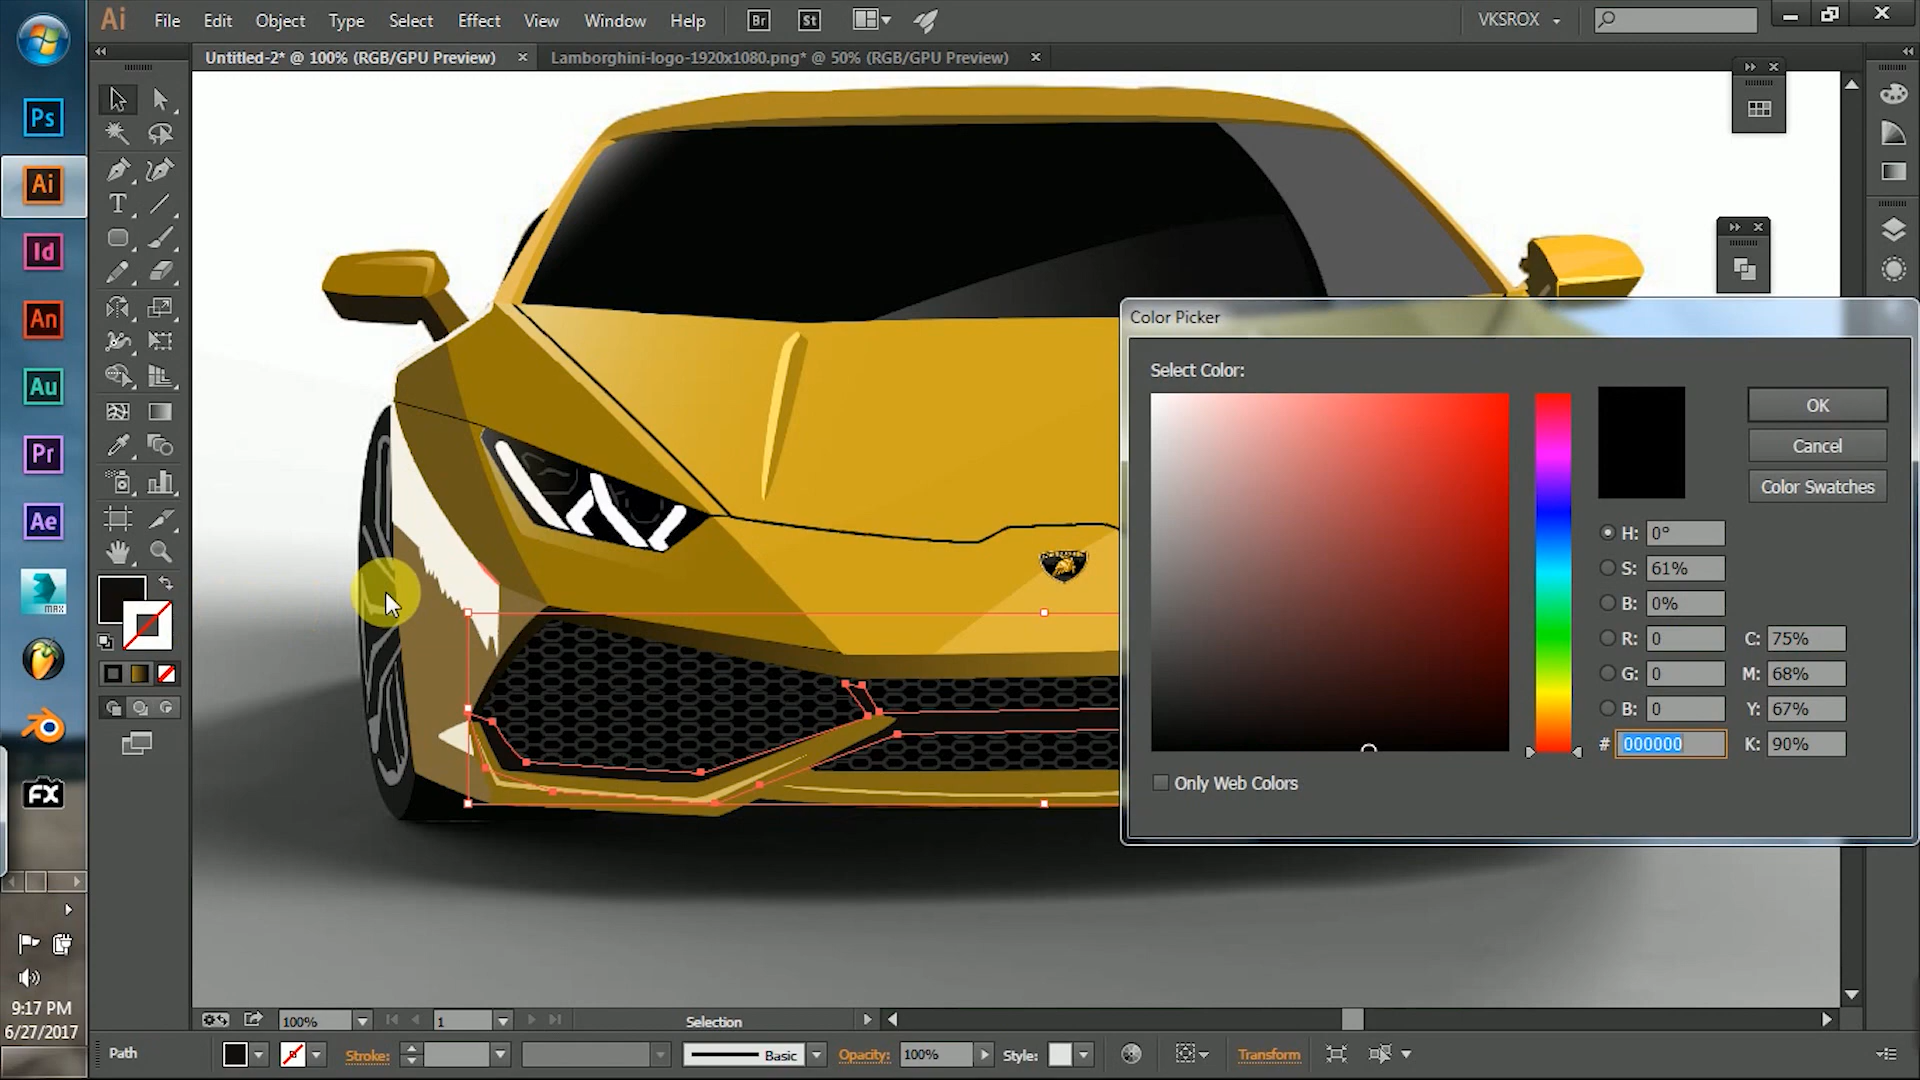 Ai File Edit Object Type Select Effect View Window Help Br St VKSROX
Untitled-2* @ 100% (RGB/GPU Preview) Lamborghini-logo-1920x1080.png* @ 50% (RGB/GPU Preview)
Ps
Ai
Id
An
Au
Pr
Ae
MAX
FX
T
Color Picker
Select Color:
OK
Cancel
Color Swatches
H: 0°
S: 61%
B: 0%
R: 0 C: 75%
G: 0 M: 68%
B: 0 Y: 67%
# 000000 K: 90%
Only Web Colors
9:17 PM
6/27/2017
100% 1 Selection
Path Stroke: Basic Opacity: 100% Style: Transform